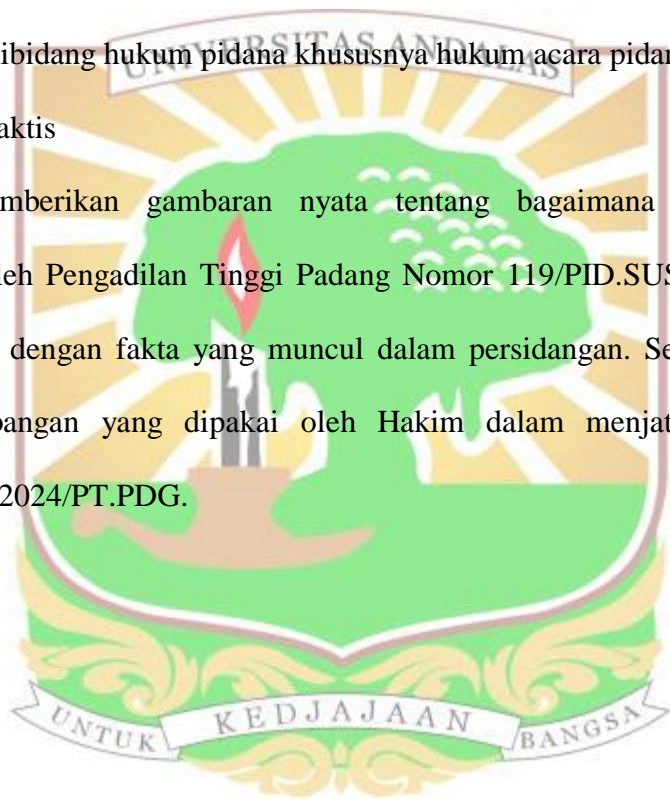 UNIVERSITAS ANDALAS
ibidang hukum pidana khususnya hukum acara pidan
aktis
mberikan gambaran nyata tentang bagaimana
leh Pengadilan Tinggi Padang Nomor 119/PID.SUS
dengan fakta yang muncul dalam persidangan. Se
bangan yang dipakai oleh Hakim dalam menjat
2024/PT.PDG.
UNTUK KEDJAJAAN BANGSA